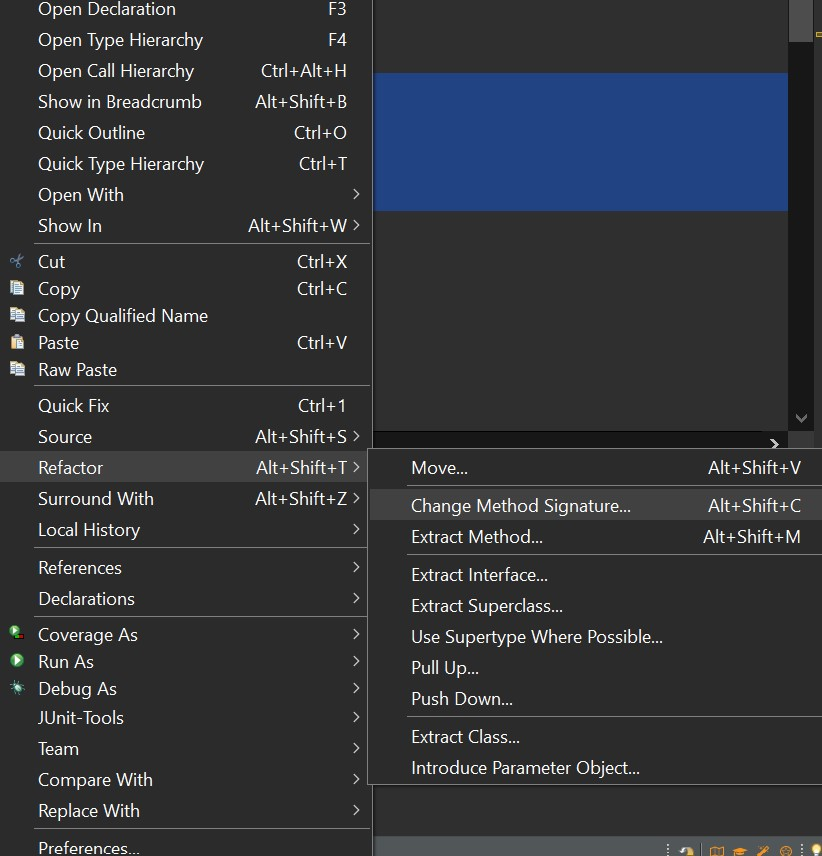 Open Declaration F3
Open Type Hierarchy F4
Open Call Hierarchy Ctrl+Alt+H
Show in Breadcrumb Alt+Shift+B
Quick Outline Ctrl+O
Quick Type Hierarchy Ctrl+T
Open With
Show In Alt+Shift+W
Cut Ctrl+X
Copy Ctrl+C
Copy Qualified Name
Paste Ctrl+V
Raw Paste
Quick Fix Ctrl+1
Source Alt+Shift+S
Refactor Alt+Shift+T
Surround With Alt+Shift+Z
Local History
References
Declarations
Coverage As
Run As
Debug As
JUnit-Tools
Team
Compare With
Replace With
Preferences...
Move... Alt+Shift+V
Change Method Signature... Alt+Shift+C
Extract Method... Alt+Shift+M
Extract Interface...
Extract Superclass...
Use Supertype Where Possible...
Pull Up...
Push Down...
Extract Class...
Introduce Parameter Object...